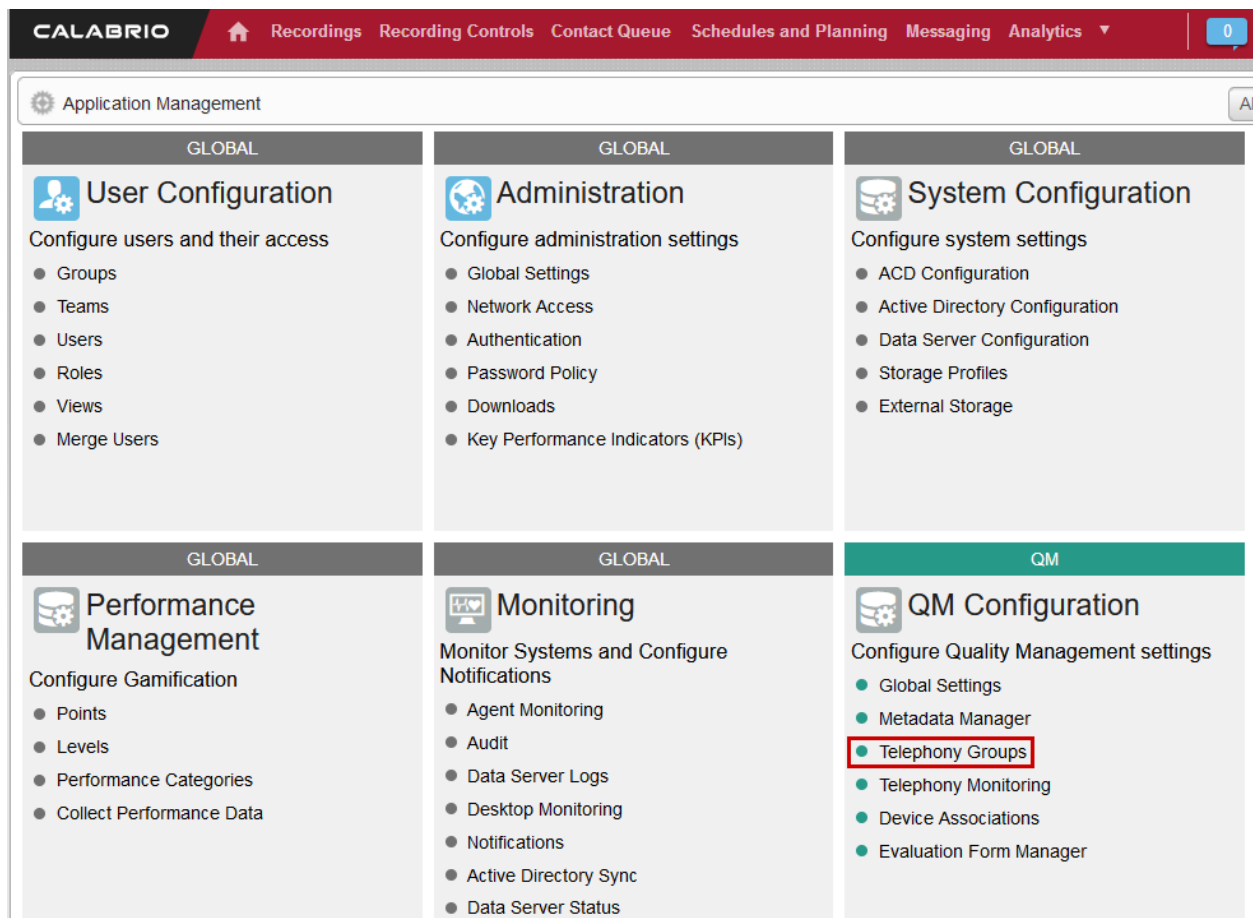 CALABRIO Recordings Recording Controls Contact Queue Schedules and Planning Messaging Analytics 0
Application Management
GLOBAL
User Configuration
Configure users and their access
Groups
Teams
Users
Roles
Views
Merge Users
GLOBAL
Administration
Configure administration settings
Global Settings
Network Access
Authentication
Password Policy
Downloads
Key Performance Indicators (KPIs)
GLOBAL
System Configuration
Configure system settings
ACD Configuration
Active Directory Configuration
Data Server Configuration
Storage Profiles
External Storage
GLOBAL
Performance
Management
Configure Gamification
Points
Levels
Performance Categories
Collect Performance Data
GLOBAL
Monitoring
Monitor Systems and Configure
Notifications
Agent Monitoring
Audit
Data Server Logs
Desktop Monitoring
Notifications
Active Directory Sync
Data Server Status
QM
QM Configuration
Configure Quality Management settings
Global Settings
Metadata Manager
Telephony Groups
Telephony Monitoring
Device Associations
Evaluation Form Manager